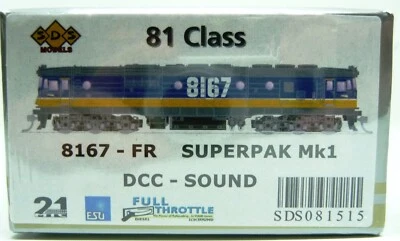 SDS
MODELS
81 Class
8167
8167 - FR SUPERPAK Mk1
DCC - SOUND
21
ESU
FULL
THROTTLE
SDS081515